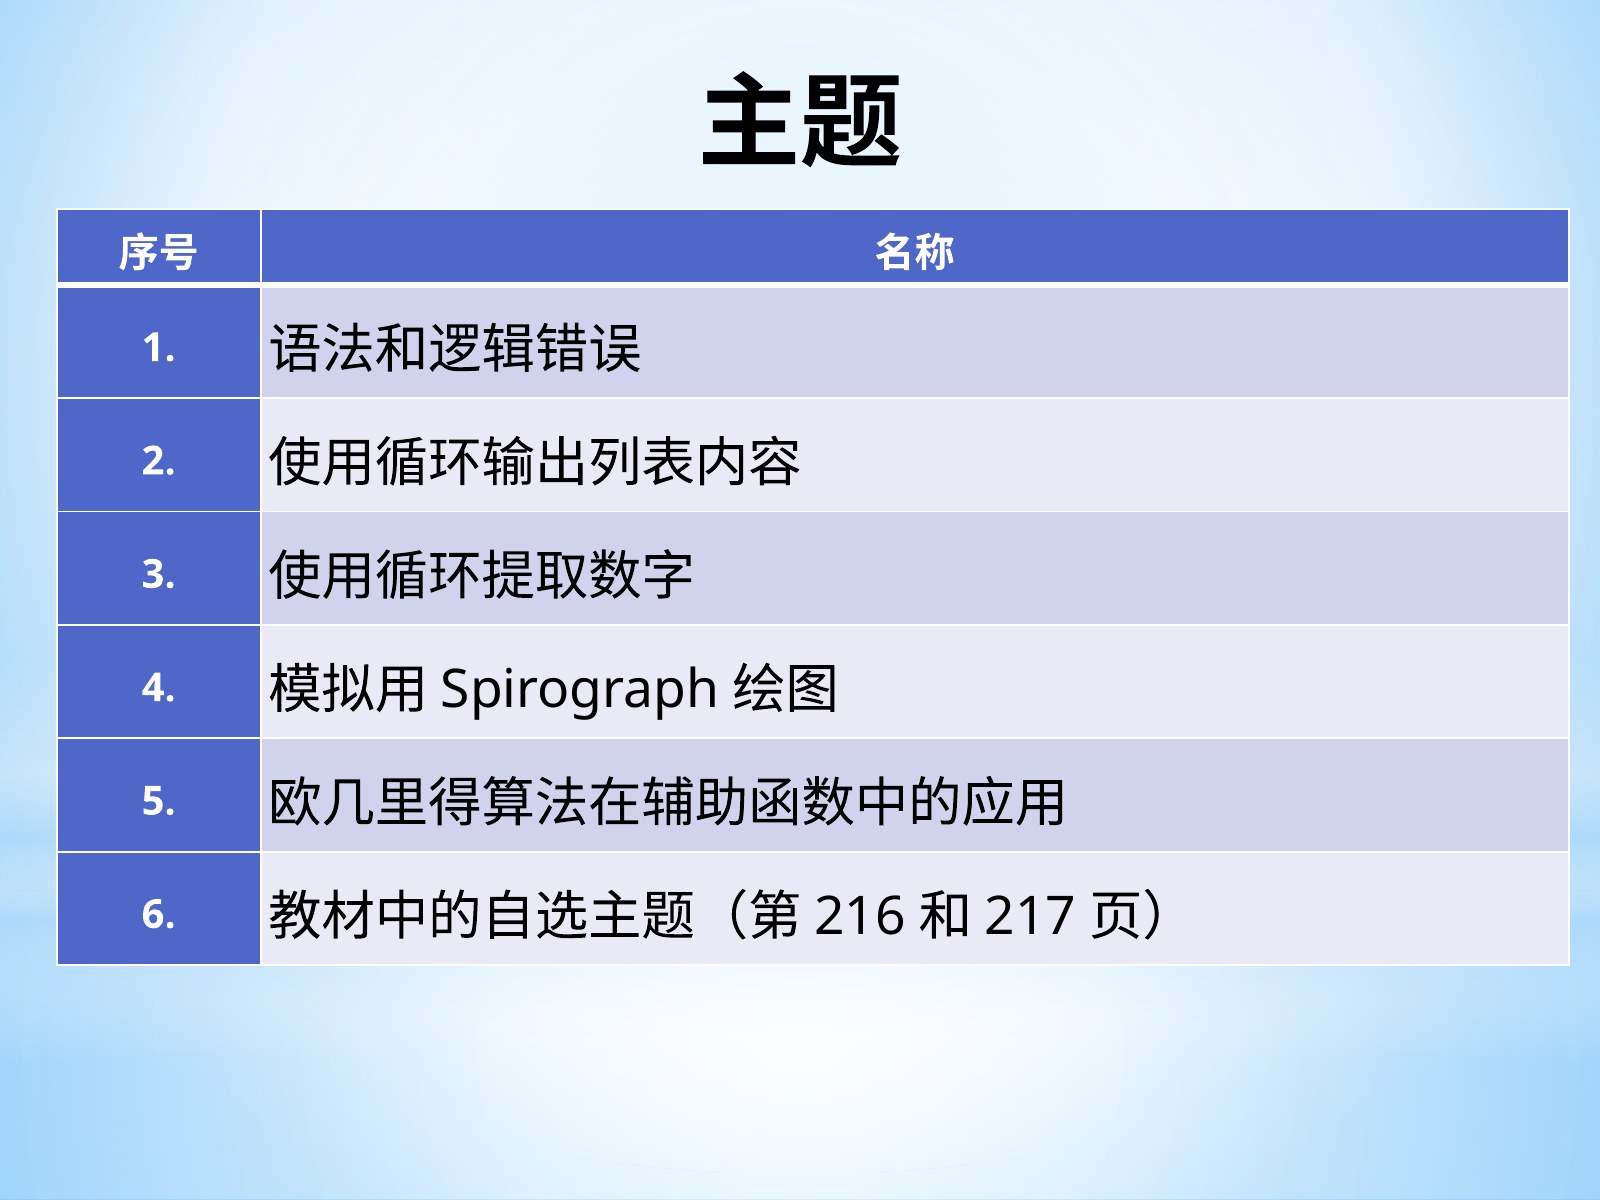 主题
序号 名称
1. 语法和逻辑错误
2. 使用循环输出列表内容
3. 使用循环提取数字
4. 模拟用 Spirograph 绘图
5. 欧几里得算法在辅助函数中的应用
6. 教材中的自选主题（第 216 和 217 页）